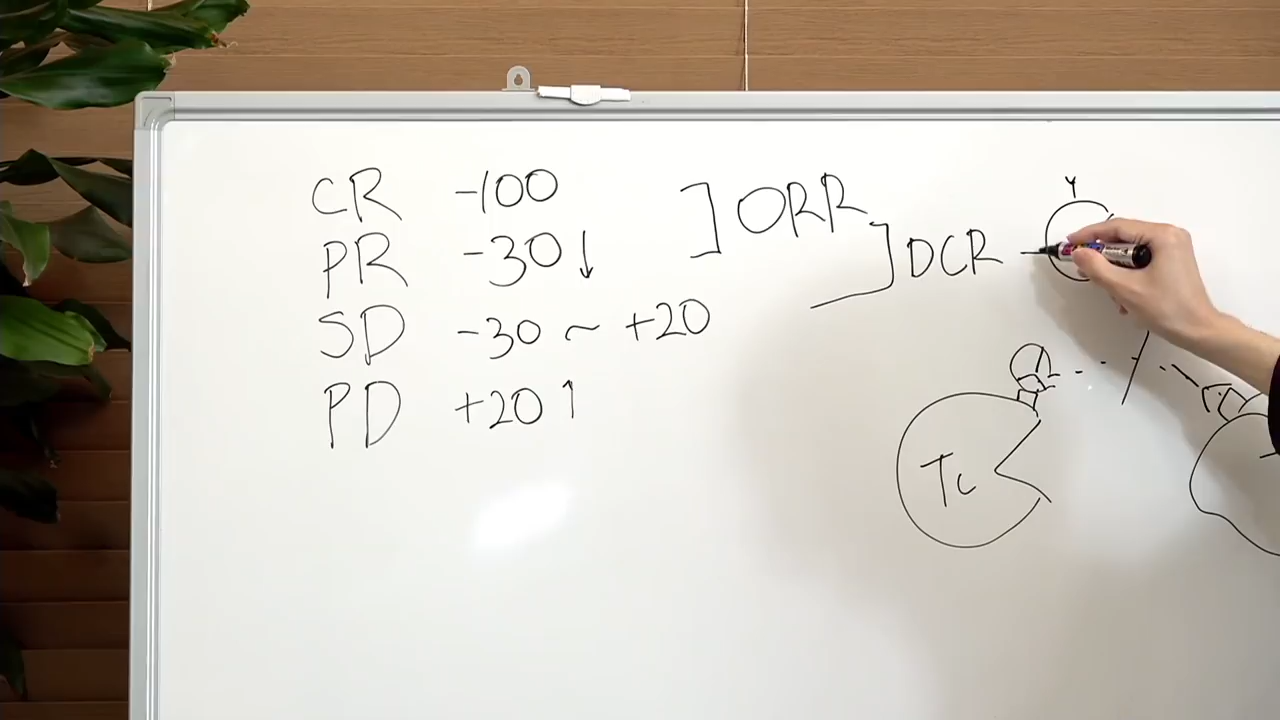 CR -100
PR -30↓
SD -30 ~ +20
PD +20↑
] ORR
] DCR
Y
Tc